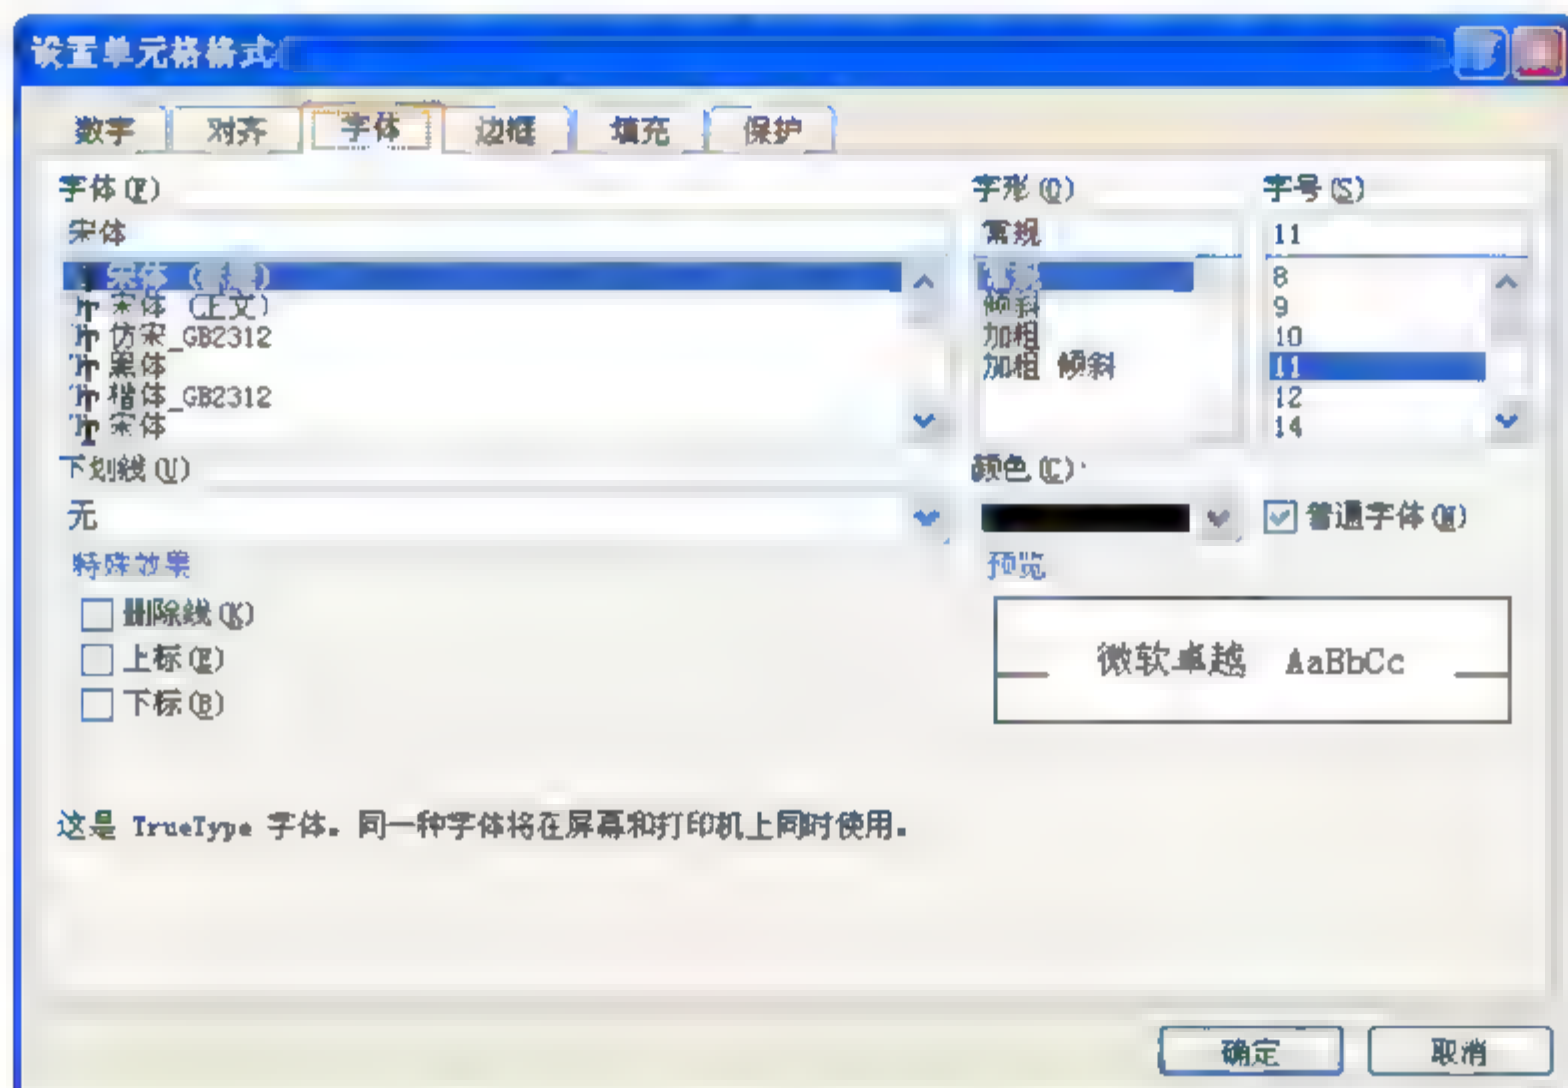 设置单元格格式
数字 对齐 字体 边框 填充 保护
字体(F) 字形(O) 字号(S)
宋体 常规 11
宋体 常规 8
宋体 (正文) 倾斜 9
仿宋_GB2312 加粗 10
黑体 加粗 倾斜 11
楷体_GB2312 12
宋体 14
下划线(U) 颜色(C):
无 普通字体(N)
特殊效果 预览
删除线(K)
上标(E) 微软卓越 AaBbCc
下标(B)
这是 TrueType 字体。同一种字体将在屏幕和打印机上同时使用。
确定 取消